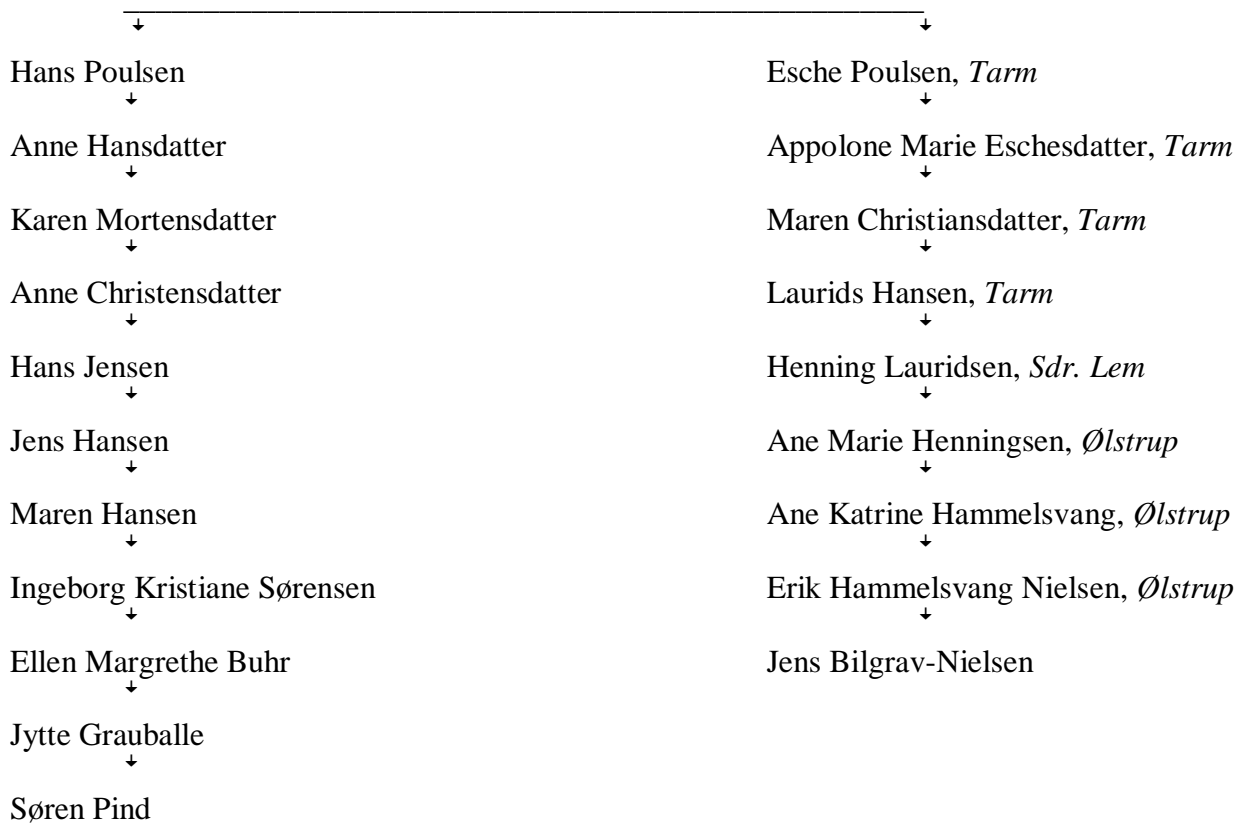 Hans Poulsen
Anne Hansdatter
Karen Mortensdatter
Anne Christensdatter
Hans Jensen
Jens Hansen
Maren Hansen
Ingeborg Kristiane Sørensen
Ellen Margrethe Buhr
Jytte Grauballe
Søren Pind
Esche Poulsen, Tarm
Appolone Marie Eschesdatter, Tarm
Maren Christiansdatter, Tarm
Laurids Hansen, Tarm
Henning Lauridsen, Sdr. Lem
Ane Marie Henningsen, Ølstrup
Ane Katrine Hammelsvang, Ølstrup
Erik Hammelsvang Nielsen, Ølstrup
Jens Bilgrav-Nielsen